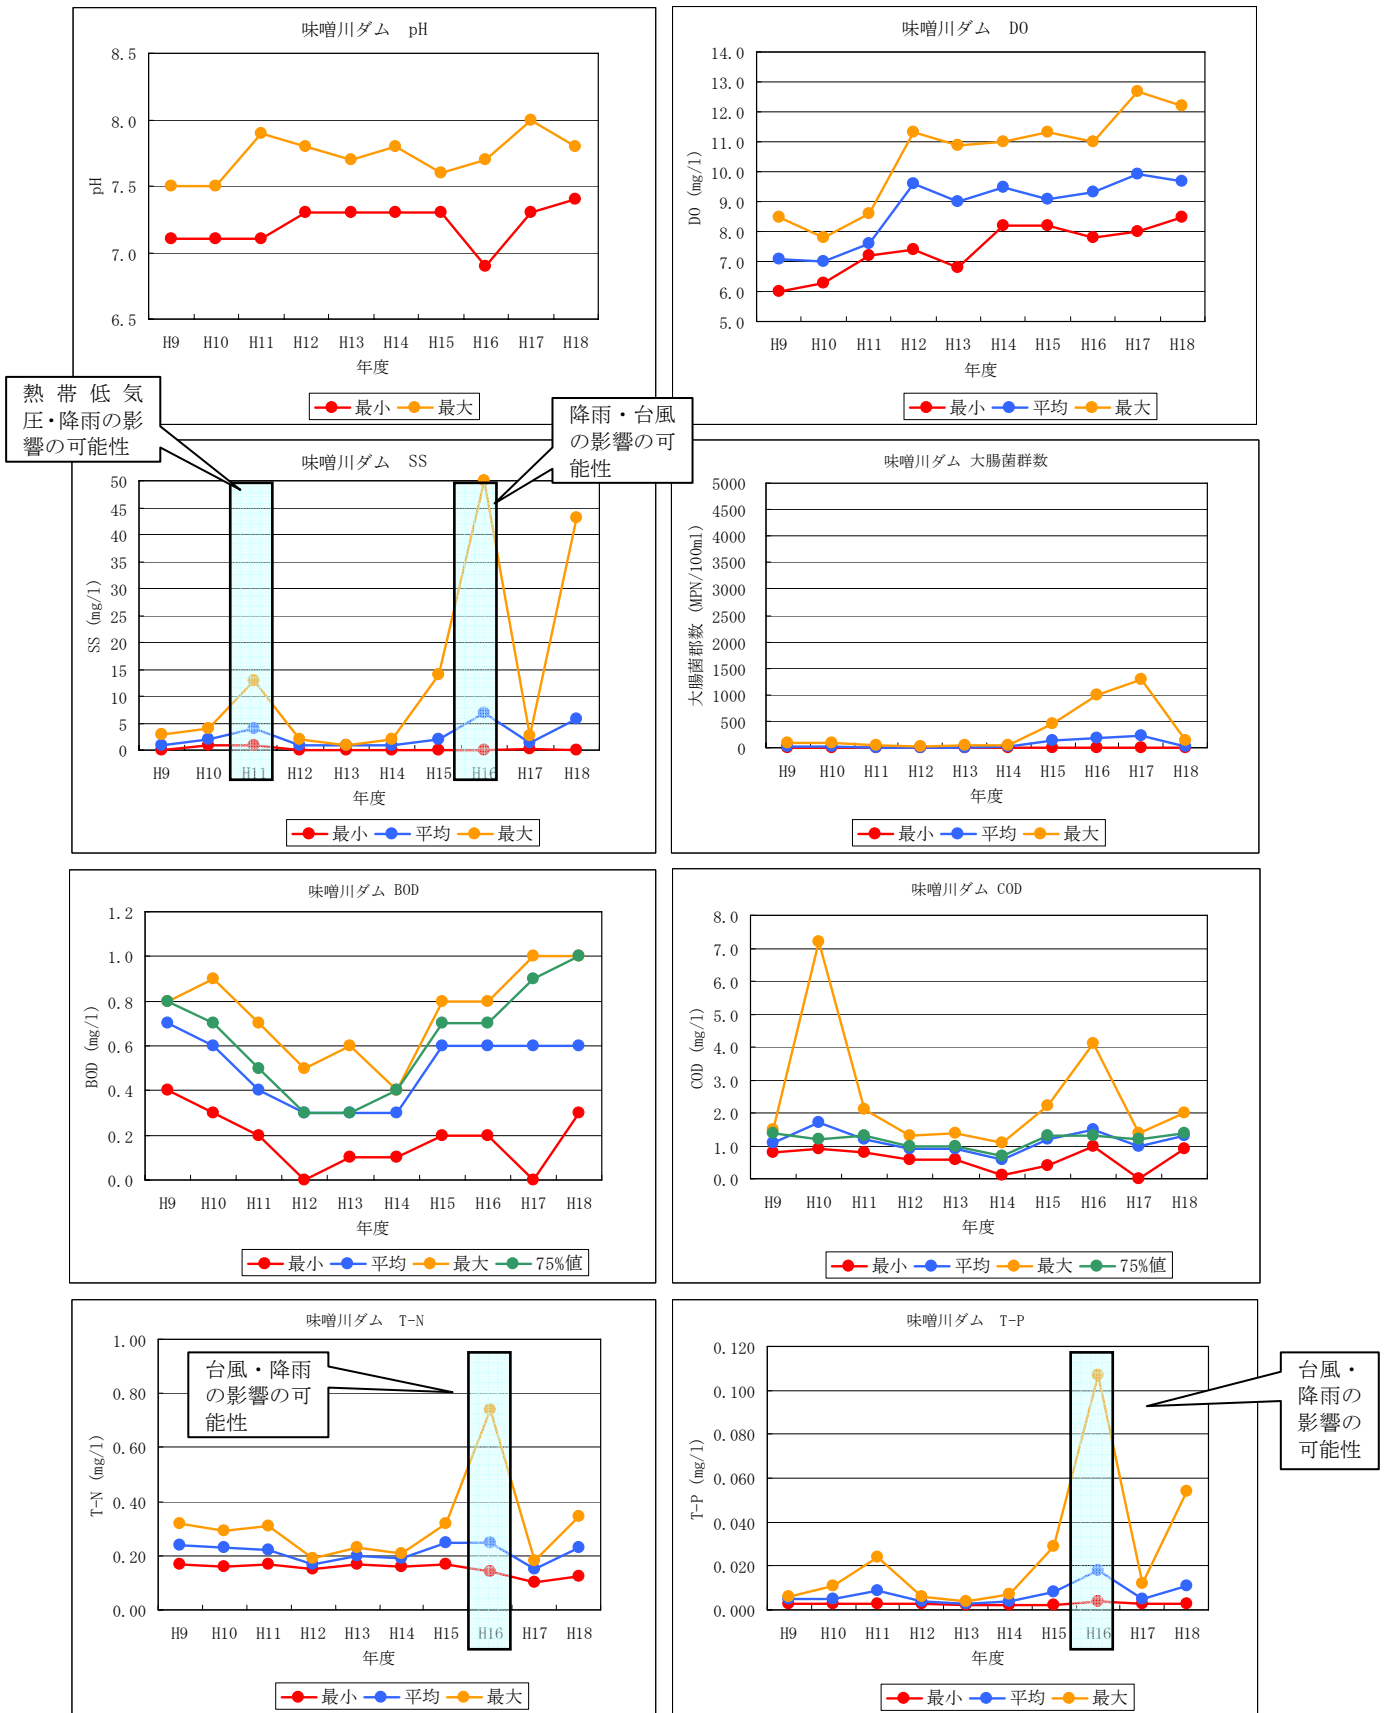 味噌川ダム　pH
8.5
8.0
7.5
7.0
6.5
pH
H9 H10 H11 H12 H13 H14 H15 H16 H17 H18
年度
最小 最大
味噌川ダム　DO
14.0
13.0
12.0
11.0
10.0
9.0
8.0
7.0
6.0
5.0
DO (mg/l)
H9 H10 H11 H12 H13 H14 H15 H16 H17 H18
年度
最小 平均 最大
熱帯低気
圧・降雨の影
響の可能性
降雨・台風
の影響の可
能性
味噌川ダム　SS
50
45
40
35
30
25
20
15
10
5
0
SS (mg/l)
H9 H10 H11 H12 H13 H14 H15 H16 H17 H18
年度
最小 平均 最大
味噌川ダム 大腸菌群数
5000
4500
4000
3500
3000
2500
2000
1500
1000
500
0
大腸菌群数 (MPN/100ml)
H9 H10 H11 H12 H13 H14 H15 H16 H17 H18
年度
最小 平均 最大
味噌川ダム BOD
1.2
1.0
0.8
0.6
0.4
0.2
0.0
BOD (mg/l)
H9 H10 H11 H12 H13 H14 H15 H16 H17 H18
年度
最小 平均 最大 75%値
味噌川ダム COD
8.0
7.0
6.0
5.0
4.0
3.0
2.0
1.0
0.0
COD (mg/l)
H9 H10 H11 H12 H13 H14 H15 H16 H17 H18
年度
最小 平均 最大 75%値
味噌川ダム　T-N
台風・降雨
の影響の可
能性
1.00
0.80
0.60
0.40
0.20
0.00
T-N (mg/l)
H9 H10 H11 H12 H13 H14 H15 H16 H17 H18
年度
最小 平均 最大
味噌川ダム　T-P
台風・
降雨の
影響の
可能性
0.120
0.100
0.080
0.060
0.040
0.020
0.000
T-P (mg/l)
H9 H10 H11 H12 H13 H14 H15 H16 H17 H18
年度
最小 平均 最大